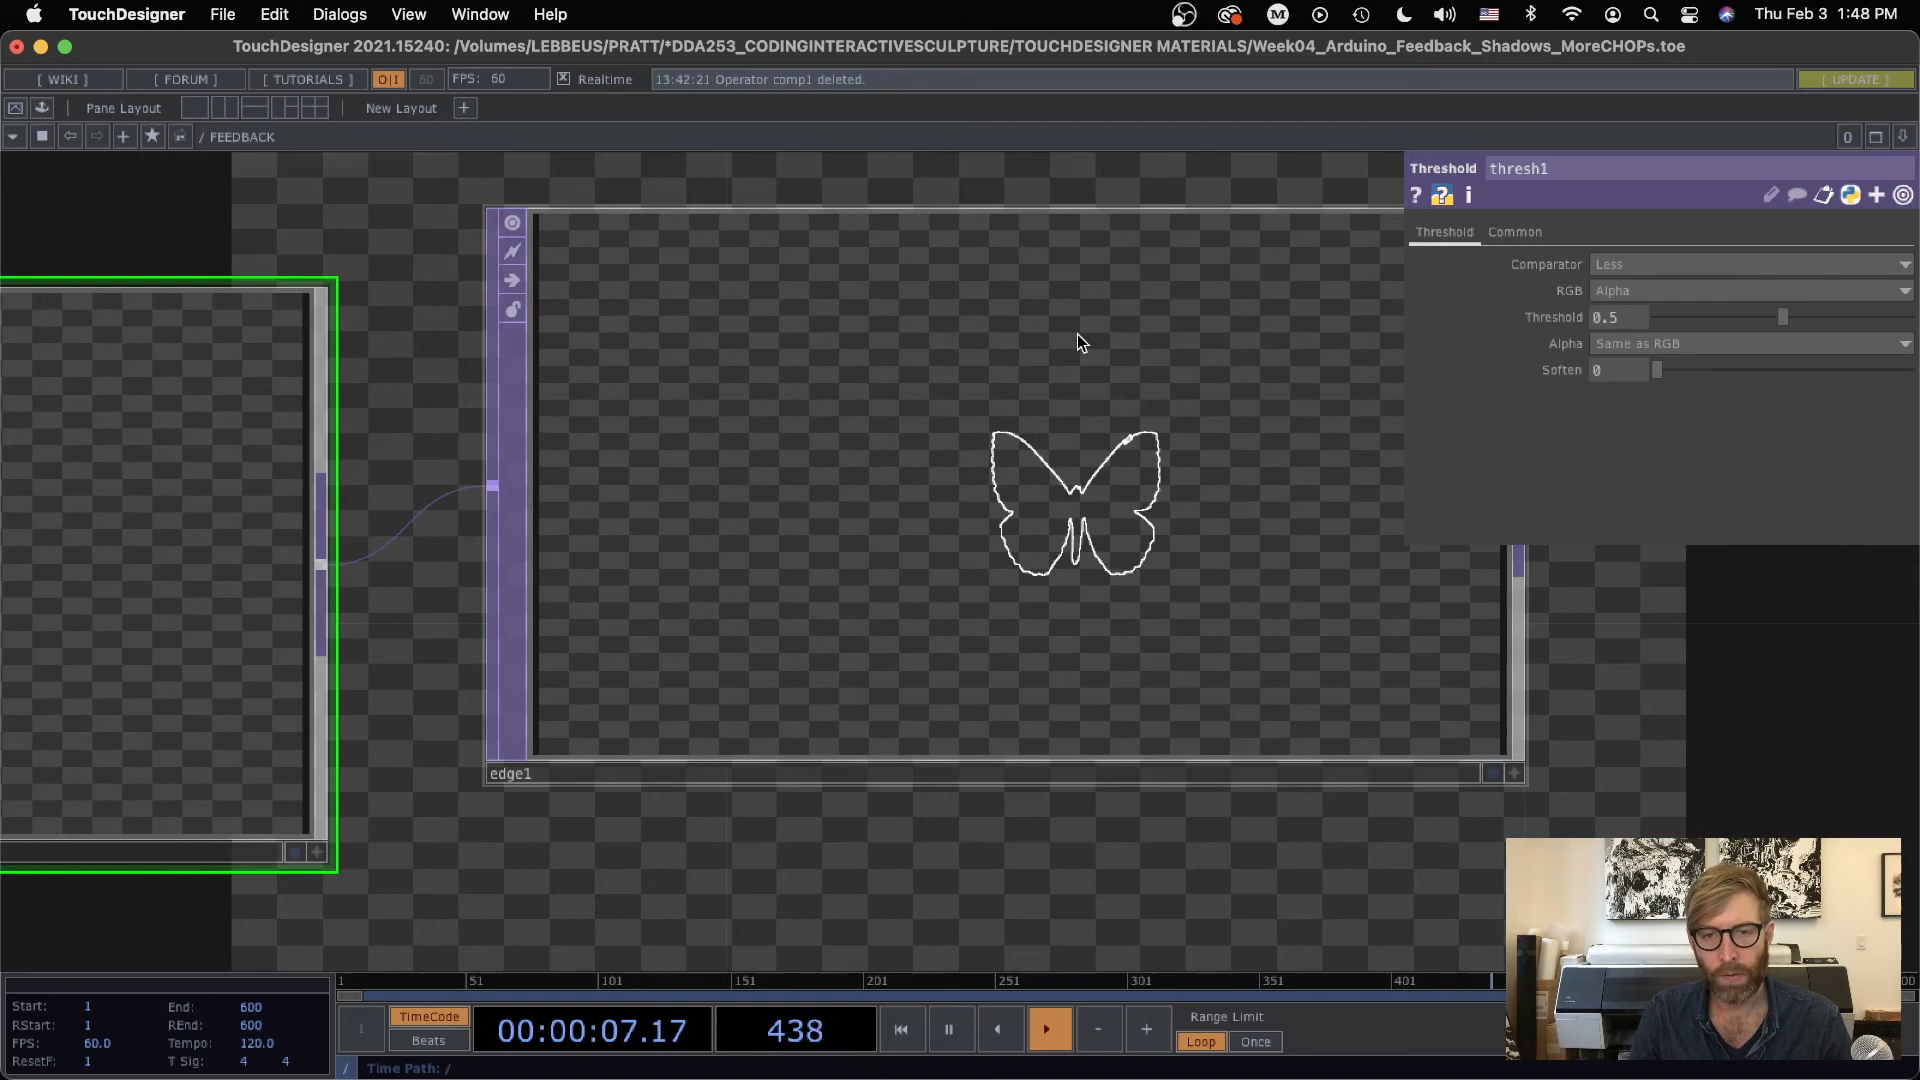 TouchDesigner File Edit Dialogs View Window Help Thu Feb 3 1:48 PM
TouchDesigner 2021.15240: /Volumes/LEBBEUS/PRATT/*DDA253_CODINGINTERACTIVESCULPTURE/TOUCHDESIGNER MATERIALS/Week04_Arduino_Feedback_Shadows_MoreCHOPs.toe
[ WIKI ] [ FORUM ] [ TUTORIALS ] O|I 60 FPS: 60 Realtime 13:42:21 Operator comp1 deleted. [ UPDATE ]
Pane Layout New Layout +
/ FEEDBACK 0
Threshold thresh1
? ? i
Threshold Common
Comparator Less
RGB Alpha
Threshold 0.5
Alpha Same as RGB
Soften 0
edge1
1 51 101 151 201 251 301 351 401
Start: 1 End: 600
RStart: 1 REnd: 600
FPS: 60.0 Tempo: 120.0
ResetF: 1 T Sig: 4 4
TimeCode
Beats
00:00:07.17 438
- +
Range Limit
Loop Once
/ Time Path: /